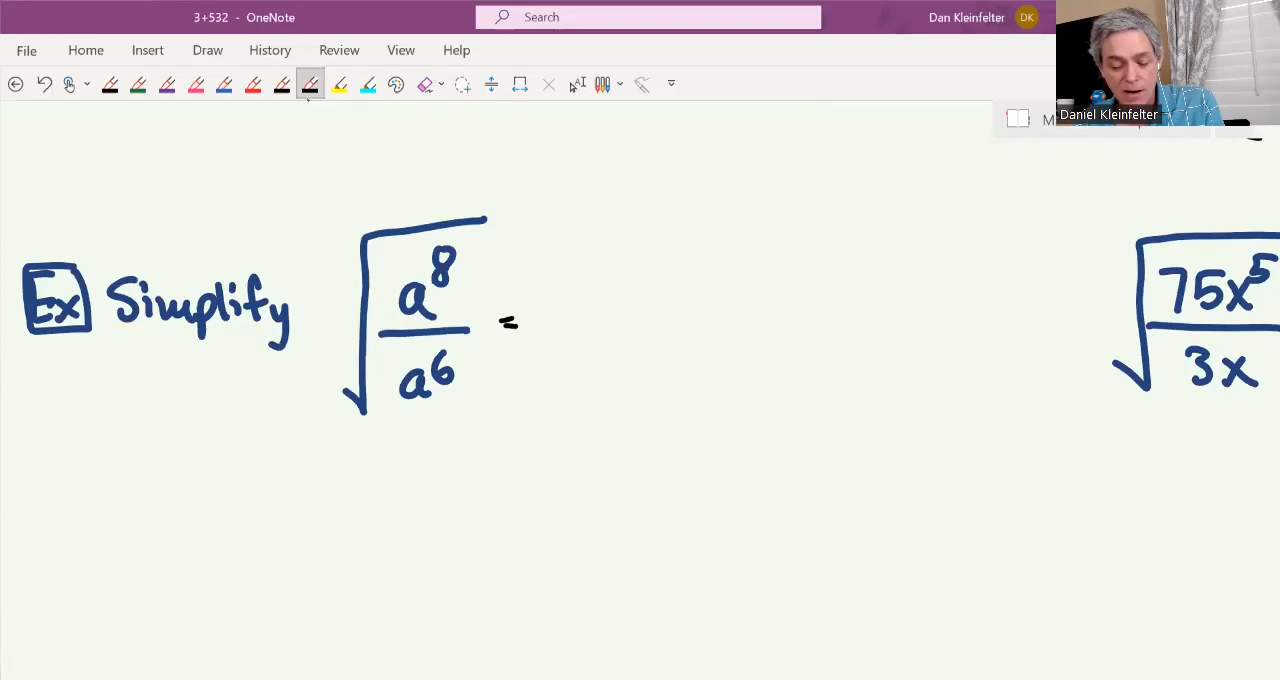 3+532 - OneNote
Search
Dan Kleinfelter DK
File Home Insert Draw History Review View Help
Daniel Kleinfelter
Ex Simplify √(a^8/a^6) =
√(75x^5/3x)